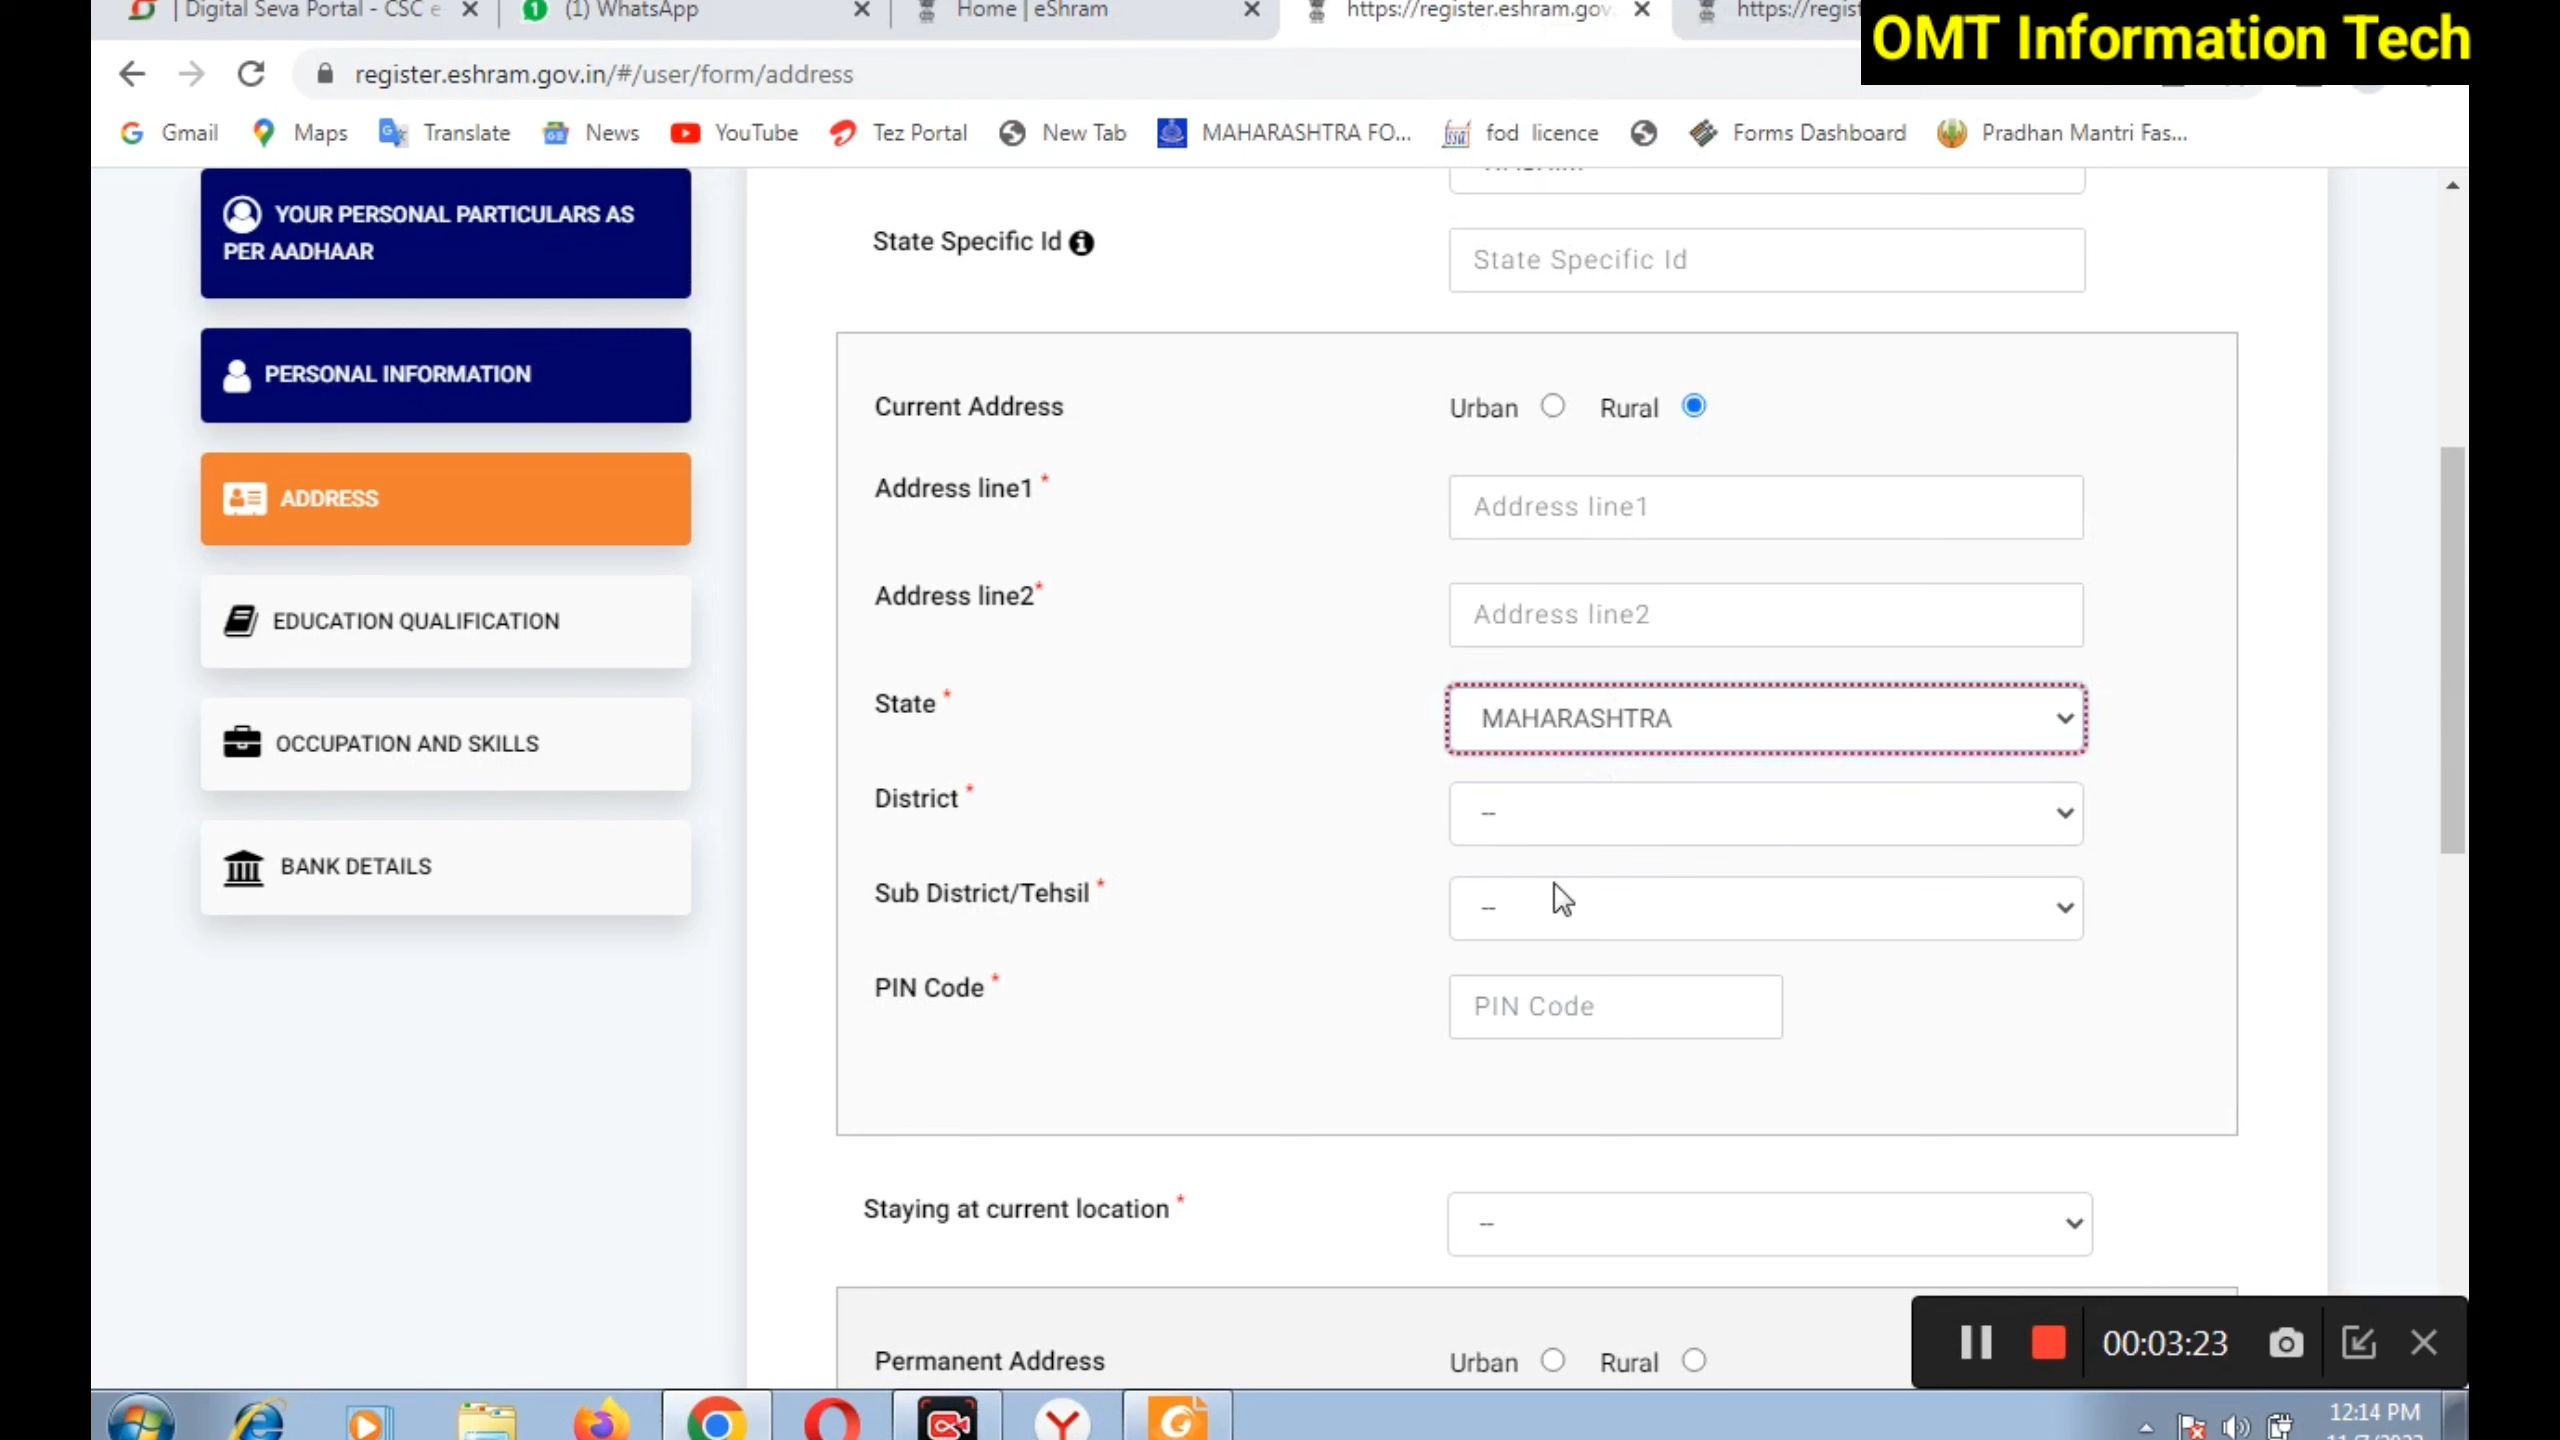 | Digital Seva Portal - CSC e
(1) WhatsApp
Home | eShram
https://register.eshram.gov.
https://regist
OMT Information Tech
register.eshram.gov.in/#/user/form/address
Gmail
Maps
Translate
News
YouTube
Tez Portal
New Tab
MAHARASHTRA FO...
fod licence
Forms Dashboard
Pradhan Mantri Fas...
YOUR PERSONAL PARTICULARS AS
PER AADHAAR
PERSONAL INFORMATION
ADDRESS
EDUCATION QUALIFICATION
OCCUPATION AND SKILLS
BANK DETAILS
State Specific Id
State Specific Id
Current Address
Urban
Rural
Address line1 *
Address line1
Address line2*
Address line2
State *
MAHARASHTRA
District *
--
Sub District/Tehsil *
--
PIN Code *
PIN Code
Staying at current location *
--
Permanent Address
Urban
Rural
00:03:23
12:14 PM